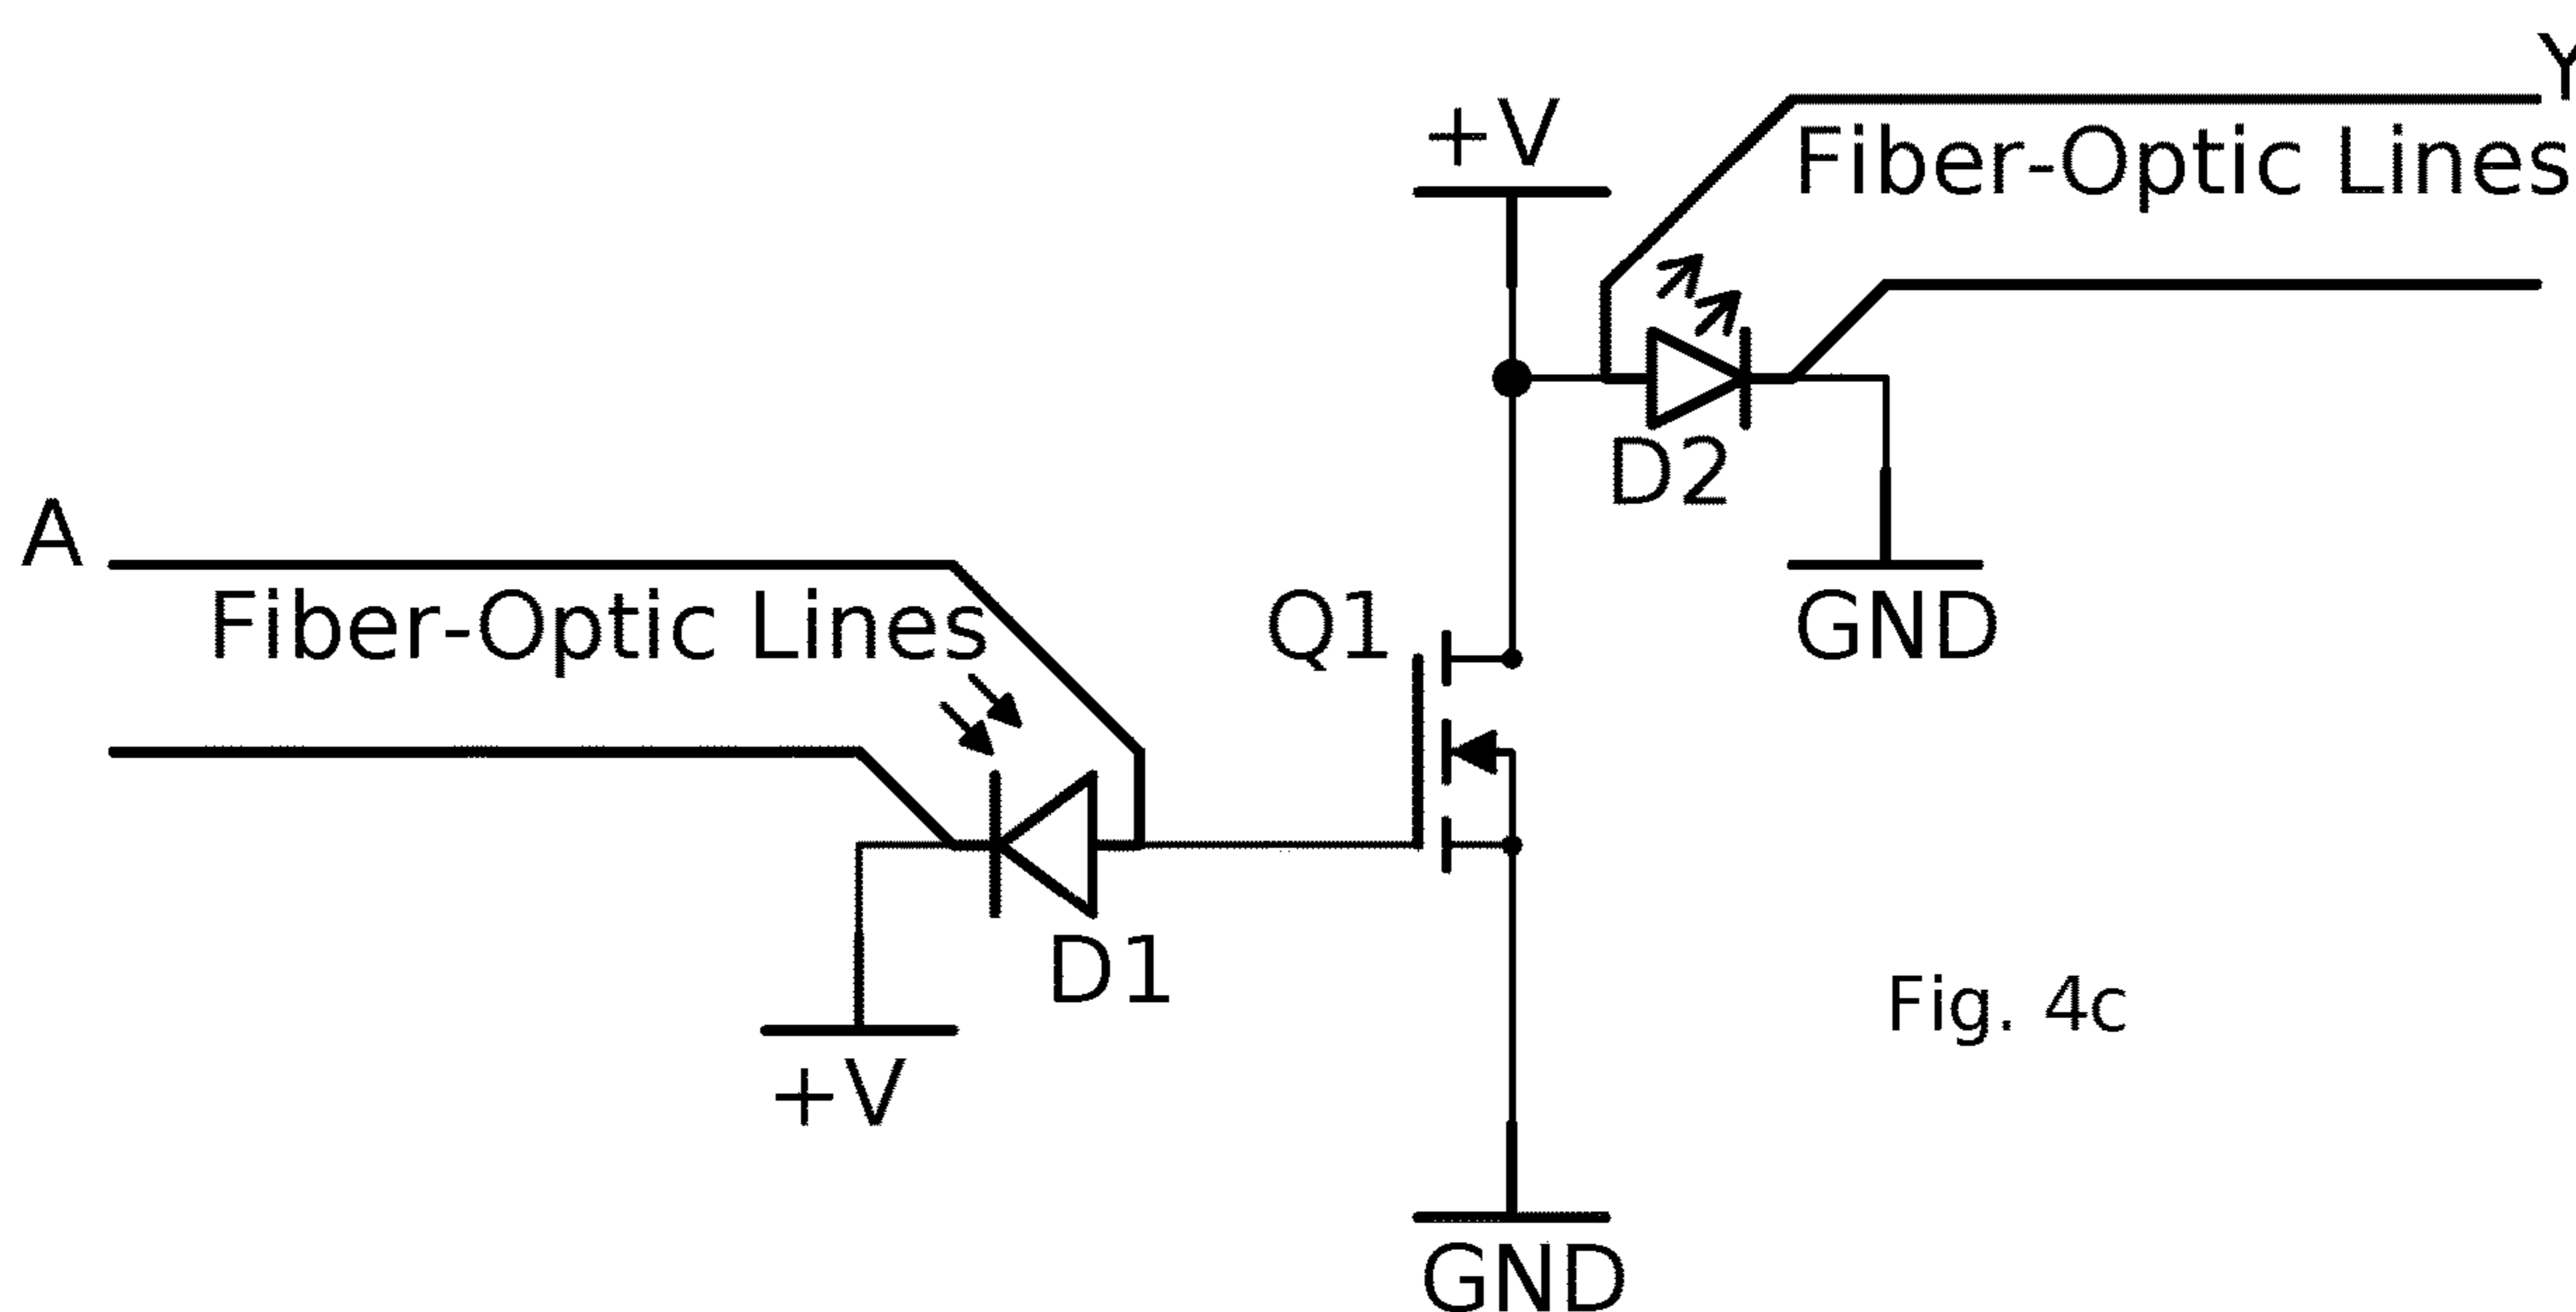 Y
+V
Fiber-Optic Lines
D2
A
Fiber-Optic Lines
Q1
GND
D1
Fig. 4c
+V
GND